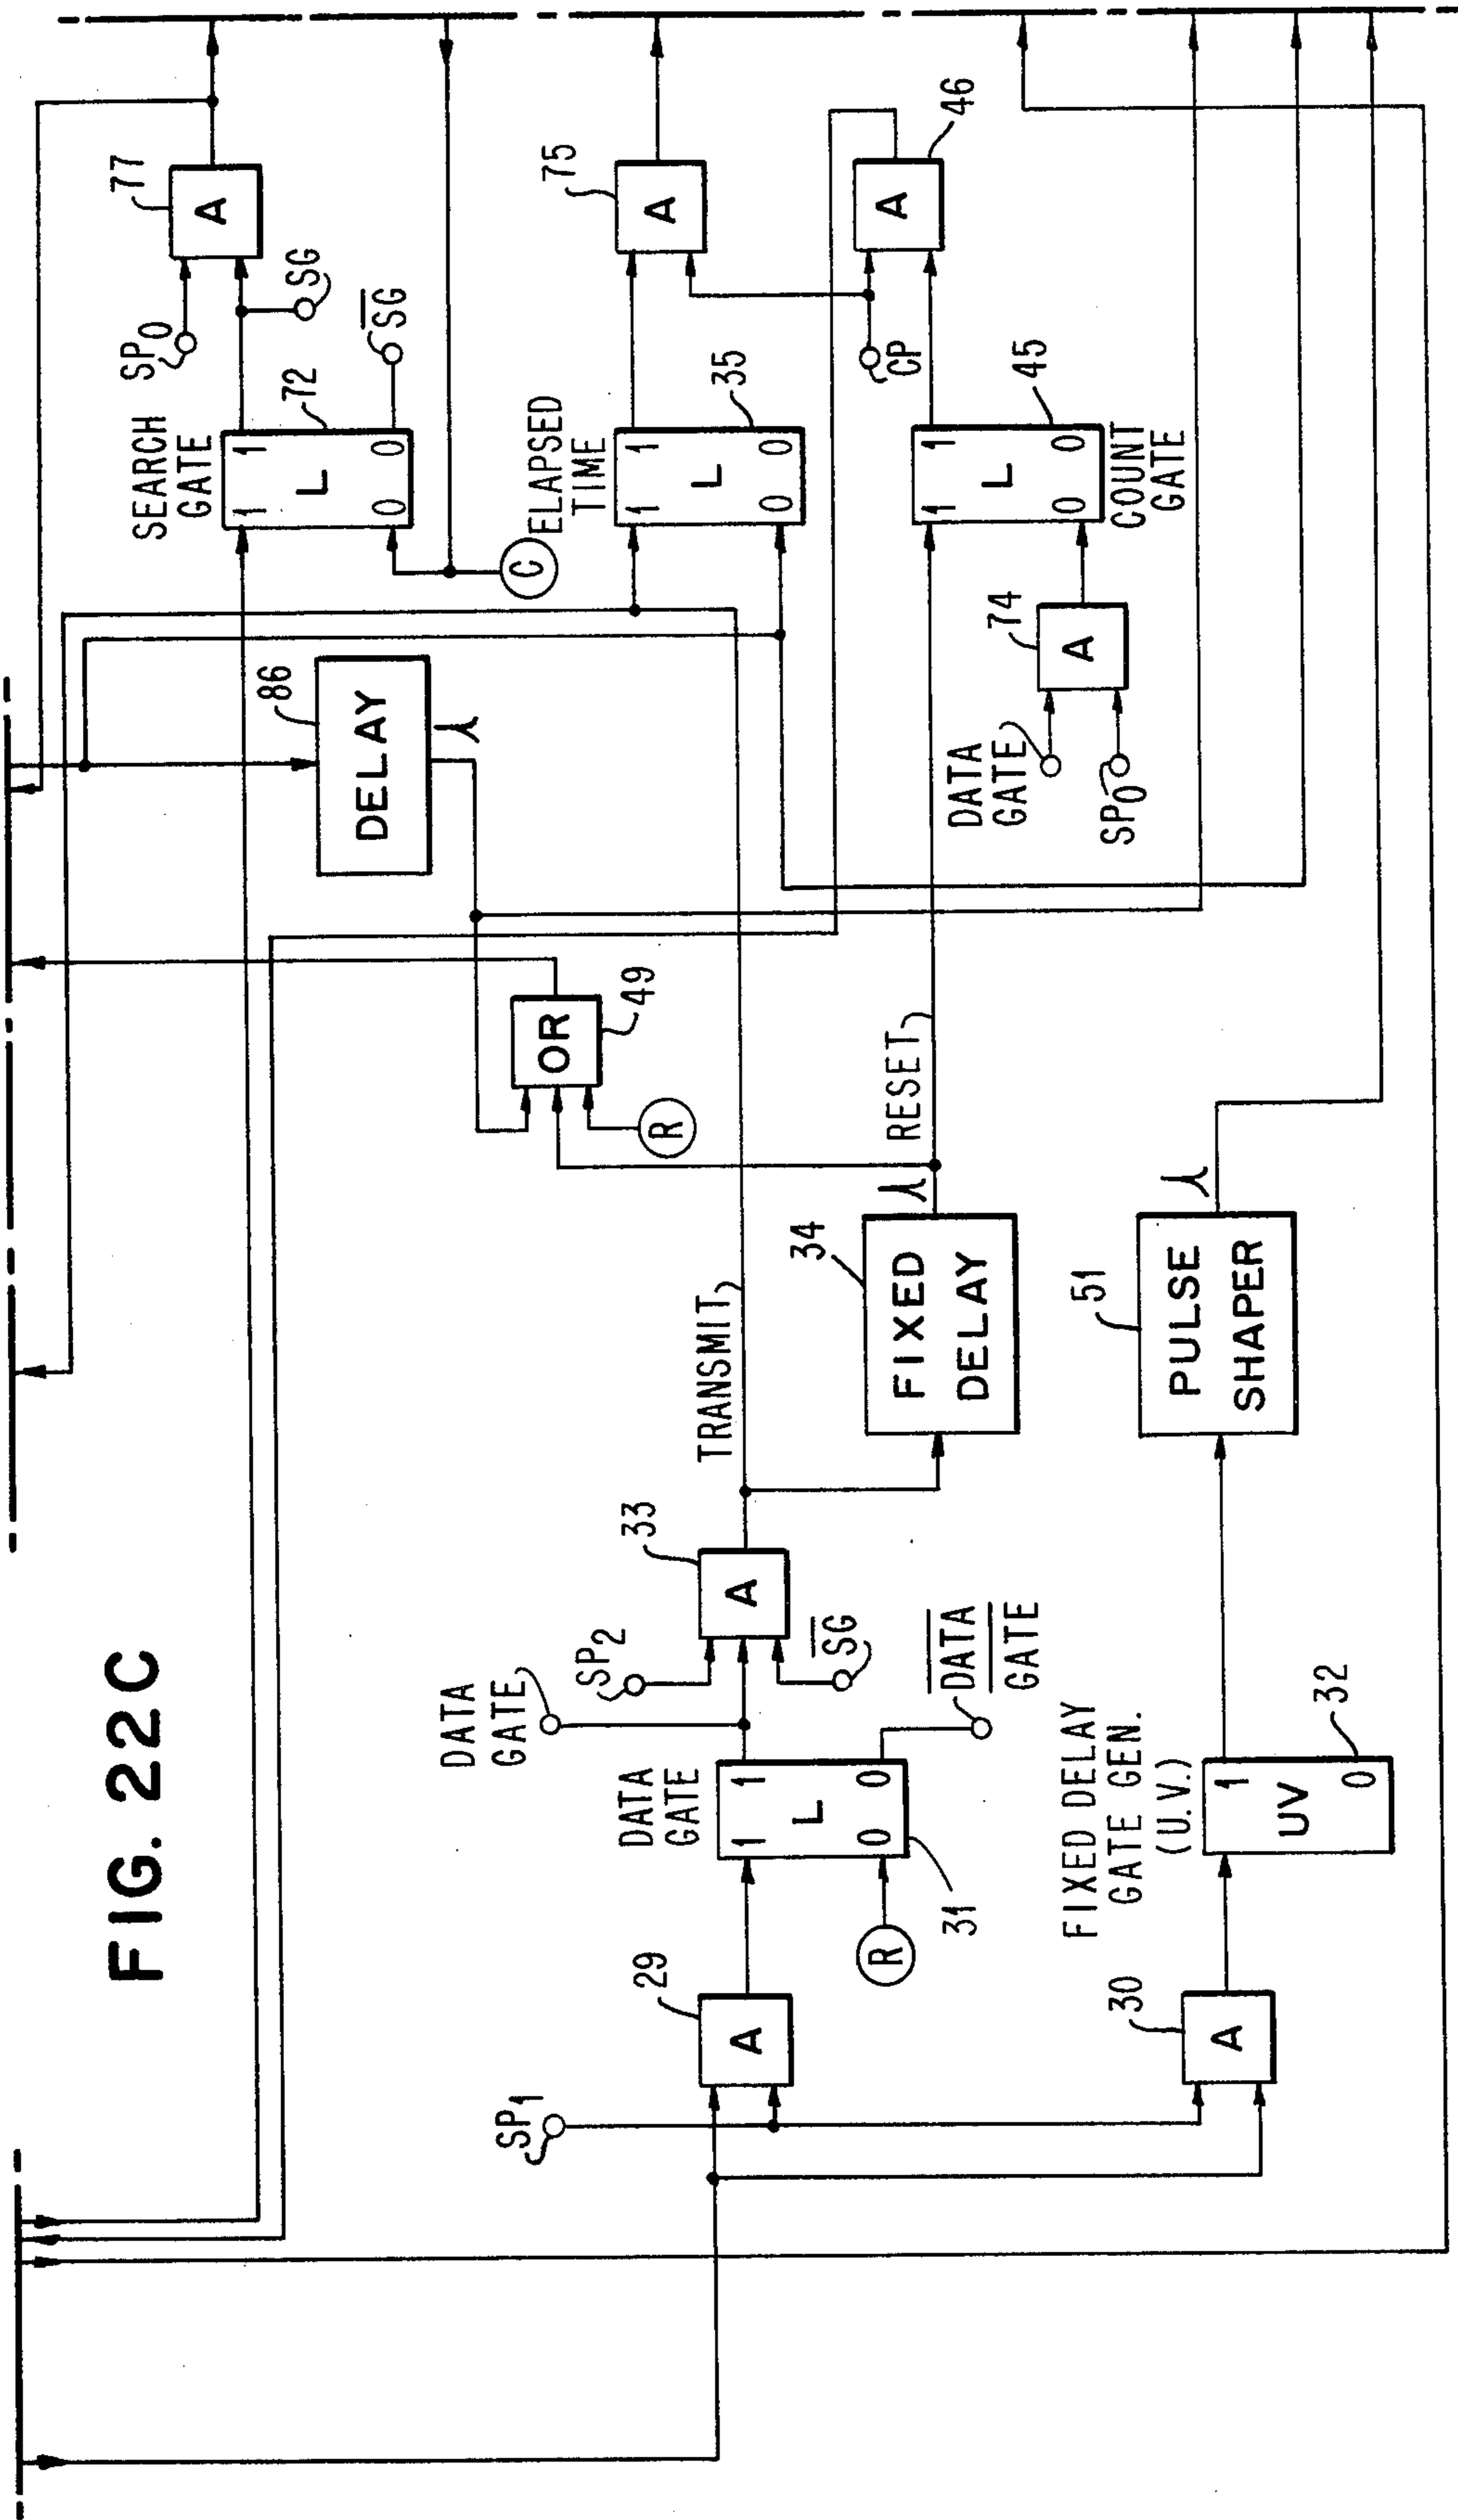 FIG. 22C
SP0
77
A
SEARCH
GATE
1 1
L
0 0
72
SG
SG
C
86
DELAY
ELAPSED
TIME
1 1
L
0 0
35
75
A
46
A
CP
45
1 1
L
0 0
COUNT
GATE
74
A
DATA
GATE
SP0
OR
49
R
RESET
TRANSMIT
34
FIXED
DELAY
51
PULSE
SHAPER
33
A
SP2
SG
DATA
GATE
DATA
GATE
DATA
GATE
1 1
L
0 0
31
R
29
A
SP1
30
A
FIXED DELAY
GATE GEN.
(U.V.)
1
UV
0
32